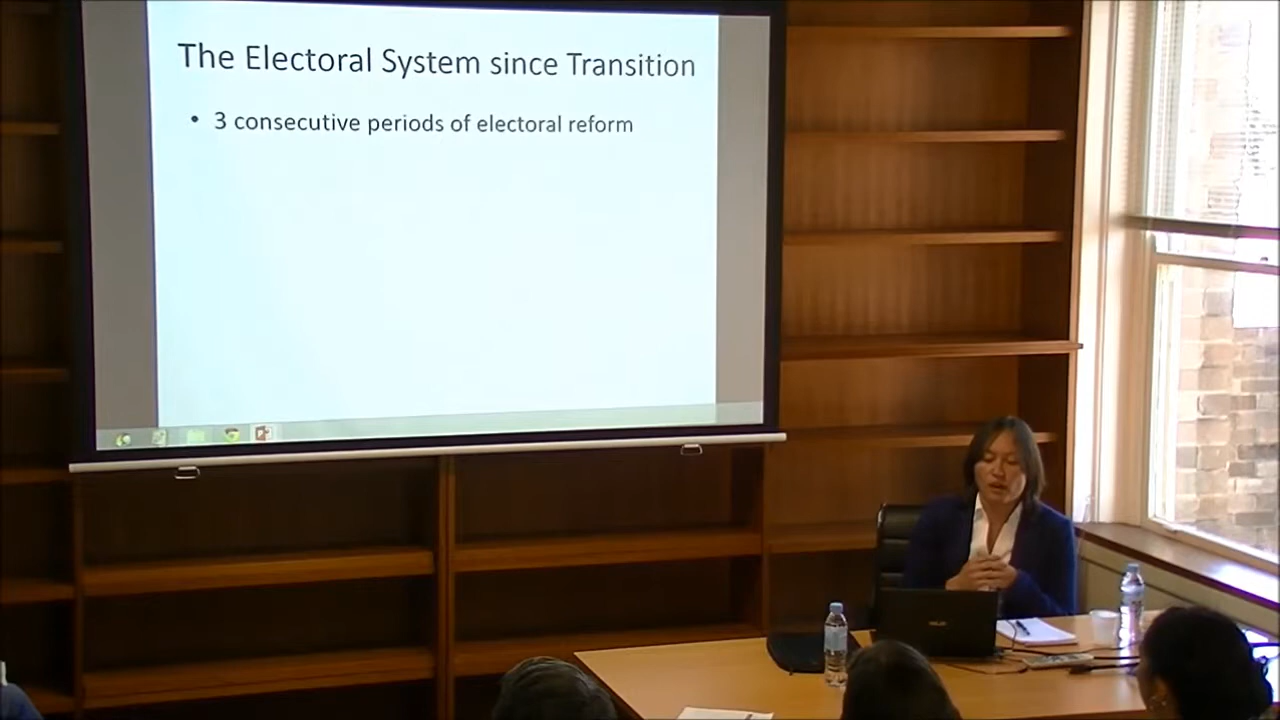 The Electoral System since Transition
• 3 consecutive periods of electoral reform